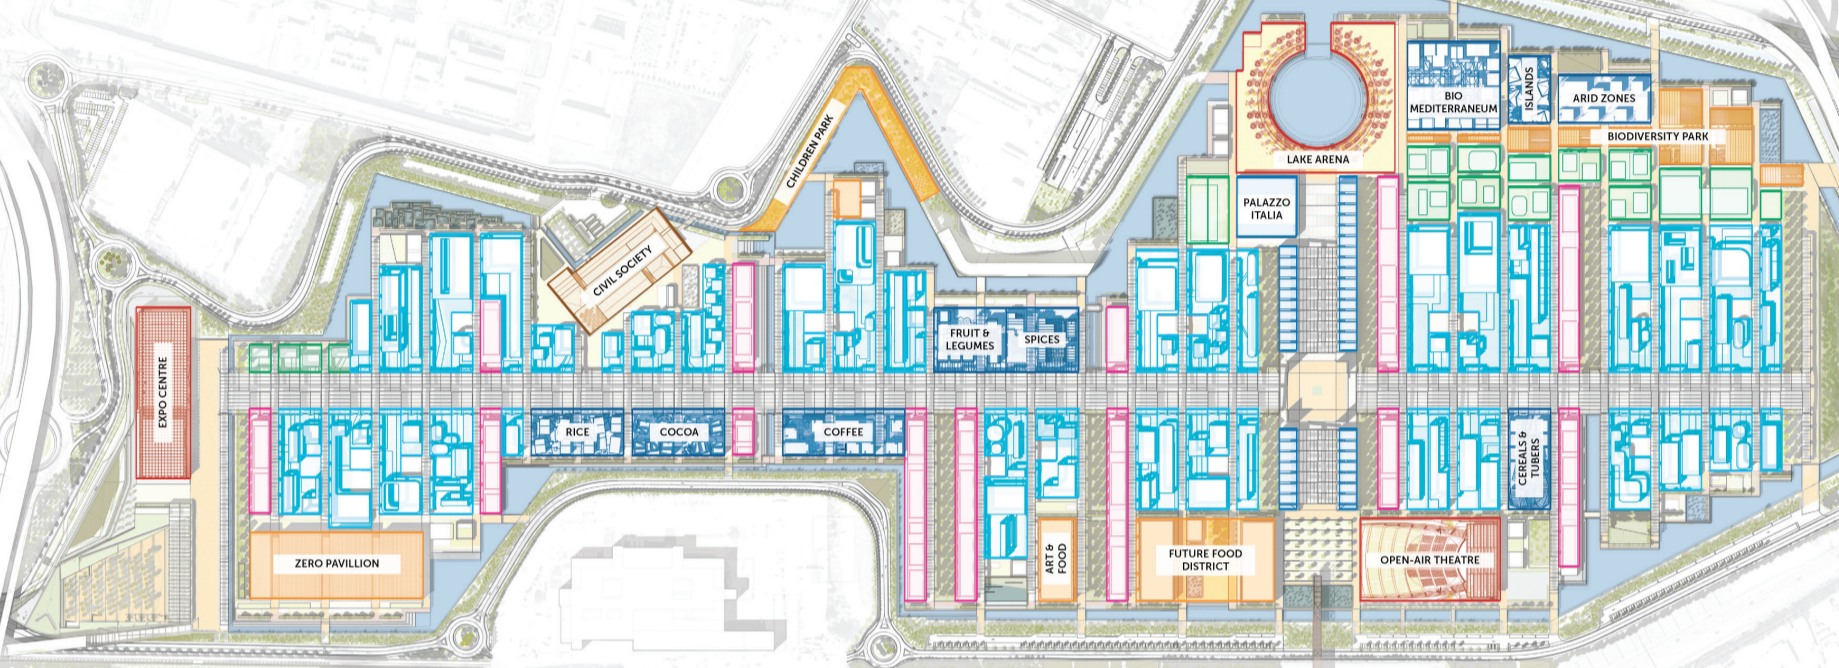 CHILDREN PARK
LAKE ARENA
BIO
MEDITERRANEUM
ISLANDS
ARID ZONES
BIODIVERSITY PARK
PALAZZO
ITALIA
CIVIL SOCIETY
EXPO CENTRE
FRUIT &
LEGUMES
SPICES
RICE
COCOA
COFFEE
CEREALS &
TUBERS
ZERO PAVILLION
ART &
FOOD
FUTURE FOOD
DISTRICT
OPEN-AIR THEATRE